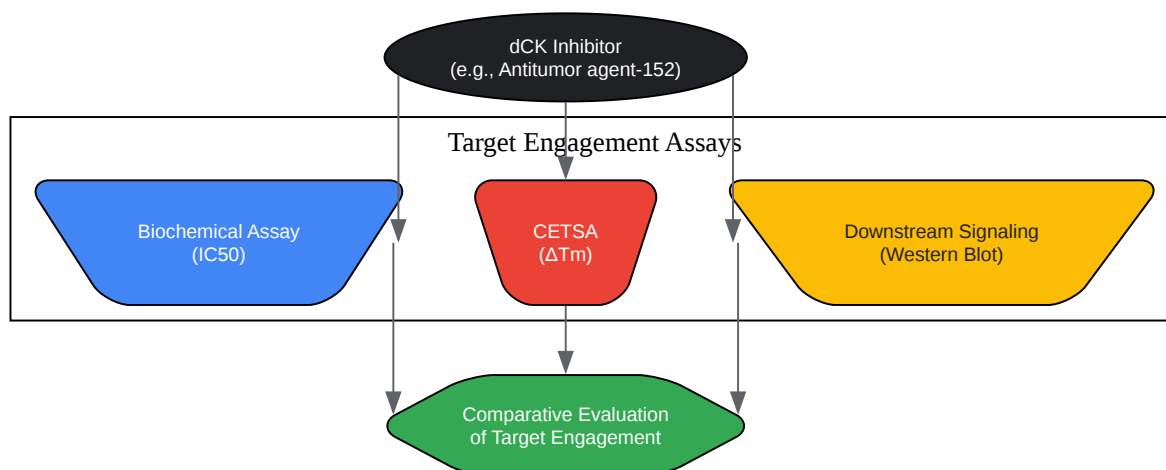 dCK Inhibitor
(e.g., Antitumor agent-152)
Target Engagement Assays
Biochemical Assay
(IC50)
CETSA
(ΔTm)
Downstream Signaling
(Western Blot)
Comparative Evaluation
of Target Engagement